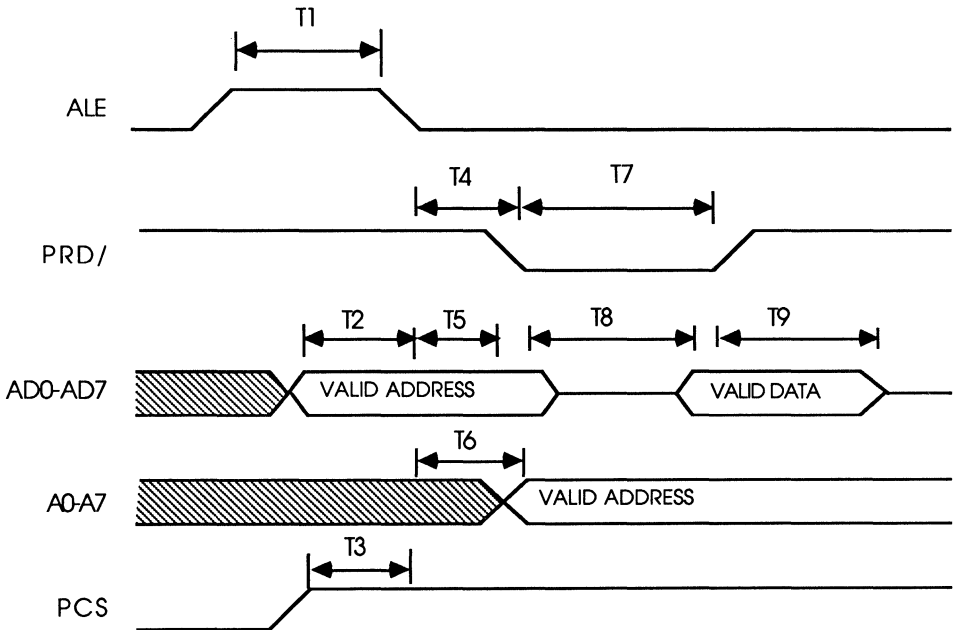 T1
ALE
T4 T7
PRD/
T2 T5 T8 T9
AD0-AD7 VALID ADDRESS VALID DATA
T6
A0-A7 VALID ADDRESS
T3
PCS